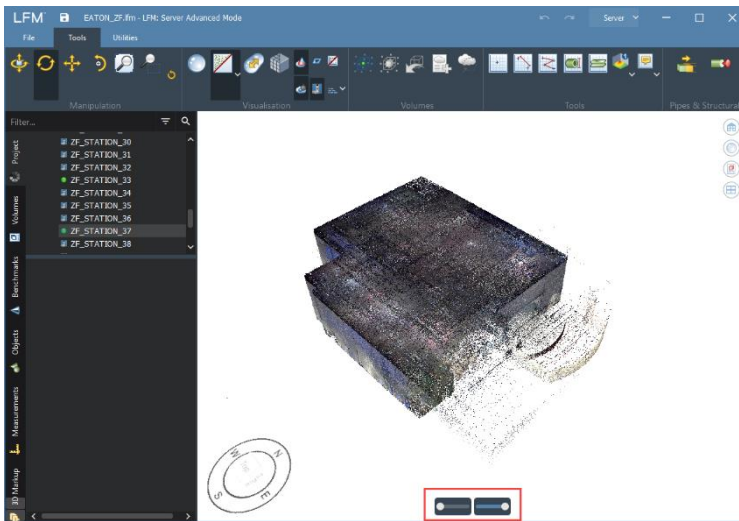 LFM EATON_ZF.lfm - LFM: Server Advanced Mode Server
File Tools Utilities
Manipulation Visualisation Volumes Tools Pipes & Structural
Filter...
Project
Volumes
Benchmarks
Objects
Measurements
3D Markup
ZF_STATION_30
ZF_STATION_31
ZF_STATION_32
ZF_STATION_33
ZF_STATION_34
ZF_STATION_35
ZF_STATION_36
ZF_STATION_37
ZF_STATION_38
N
W
S
E